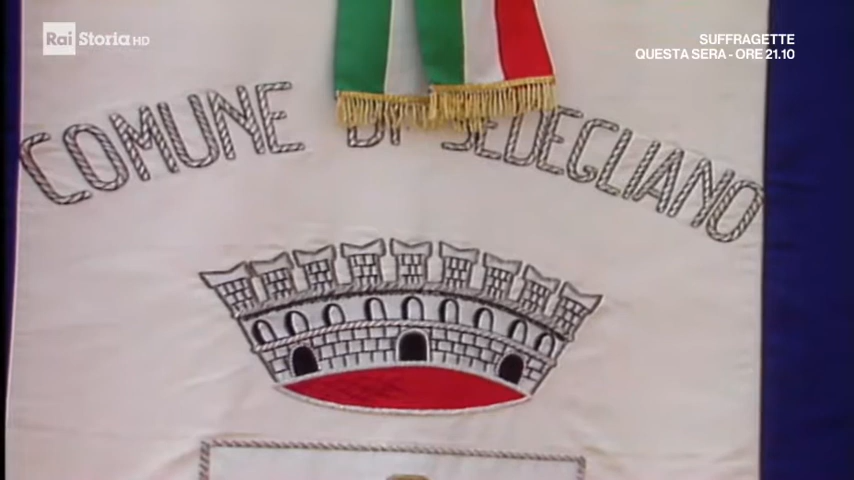 Rai Storia HD
SUFFRAGETTE
QUESTA SERA - ORE 21.10
COMUNE DI SEDEGLIANO